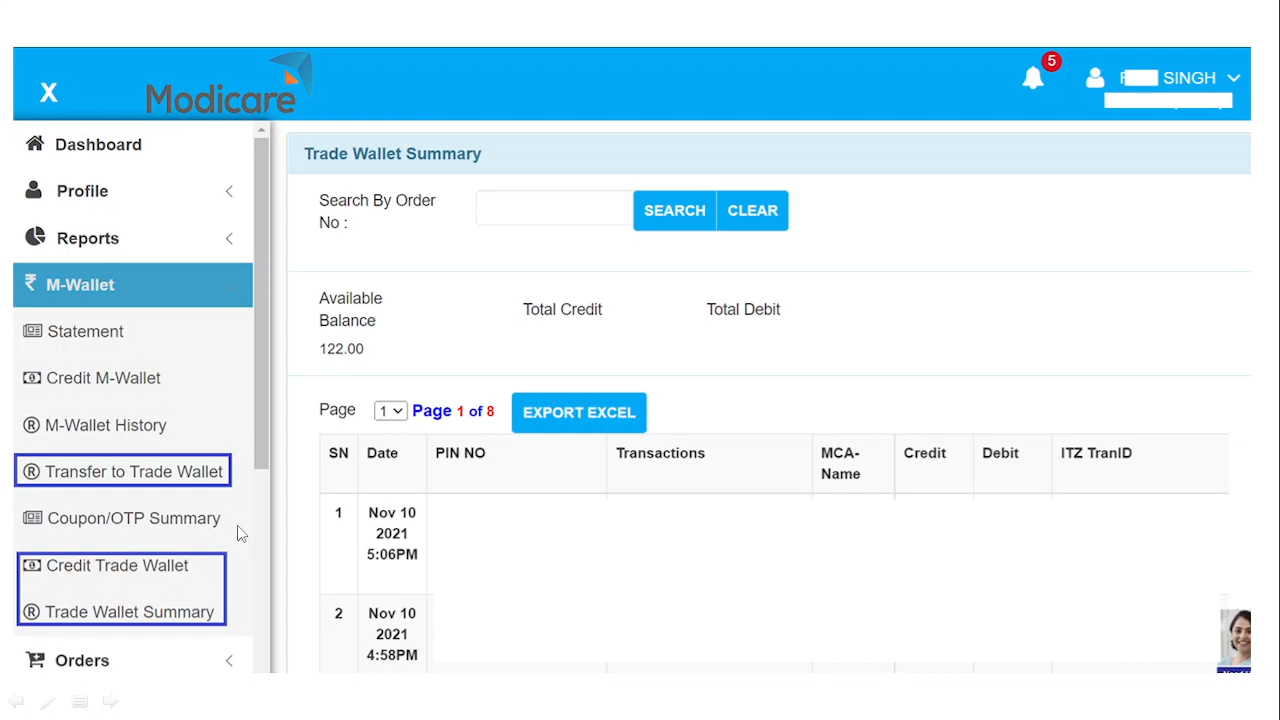 X
Modicare
5
SINGH
Dashboard
Profile
Reports
₹ M-Wallet
Statement
Credit M-Wallet
M-Wallet History
® Transfer to Trade Wallet
Coupon/OTP Summary
Credit Trade Wallet
® Trade Wallet Summary
Orders
Trade Wallet Summary
Search By Order
No :
SEARCH CLEAR
Available
Balance
Total Credit
Total Debit
122.00
Page 1 Page 1 of 8 EXPORT EXCEL
SN Date PIN NO Transactions MCA-
Name Credit Debit ITZ TranID
1 Nov 10
2021
5:06PM
2 Nov 10
2021
4:58PM